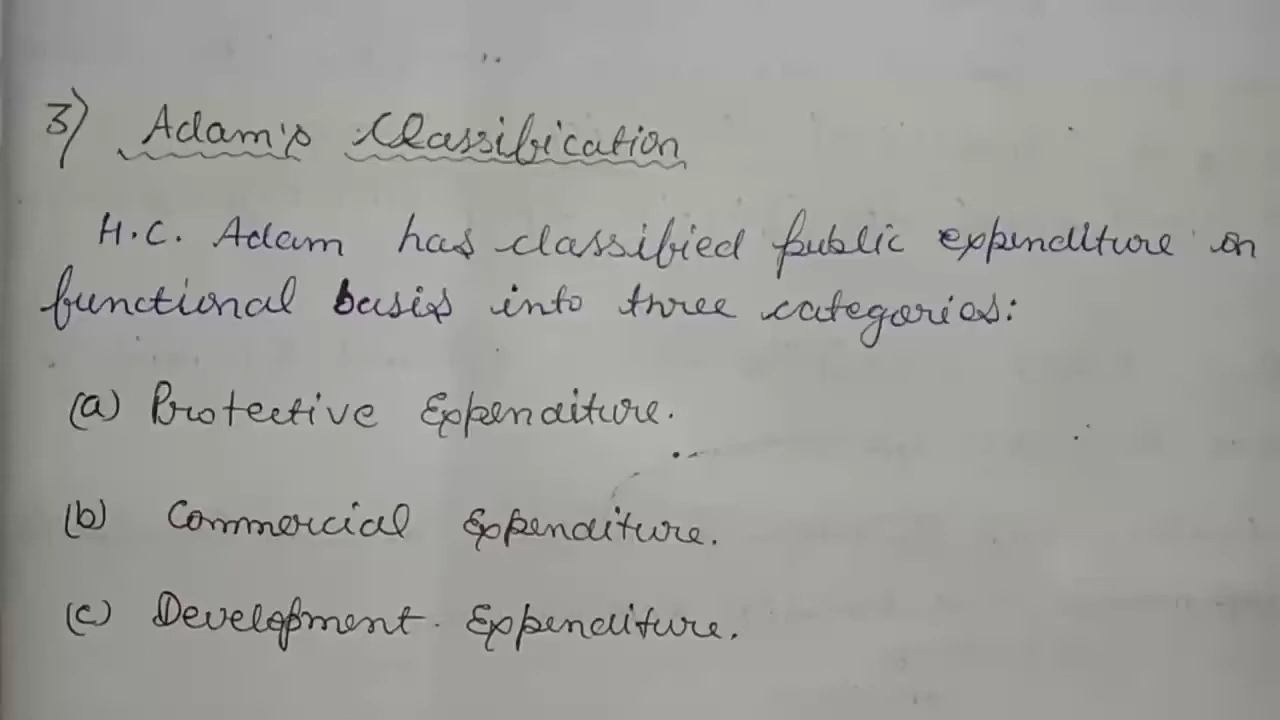 3) Adam's Classification
H.C. Adam has classified public expenditure on
functional basis into three categories:
(a) Protective Expenditure.
(b) Commercial Expenditure.
(c) Development Expenditure.